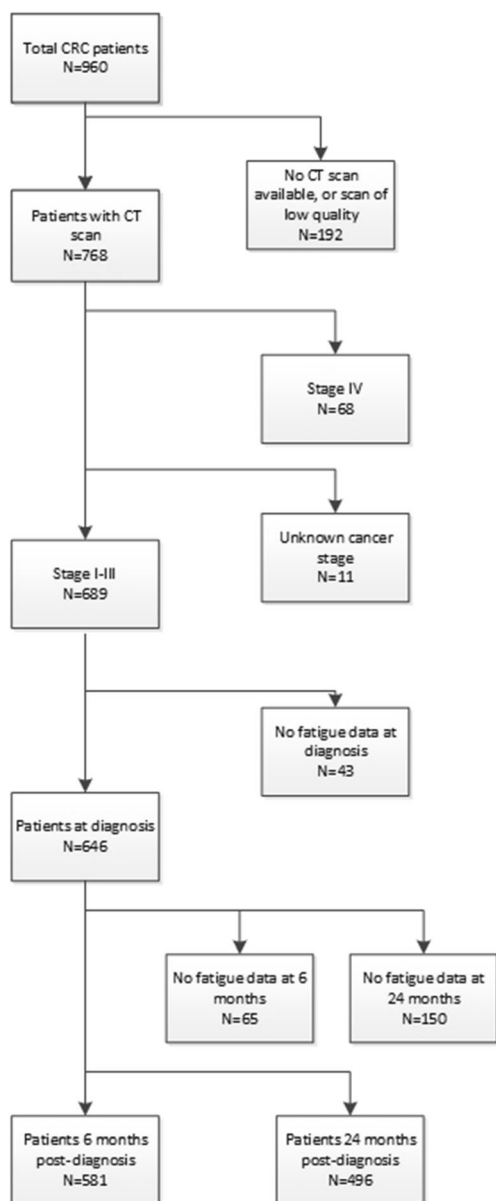 Total CRC patients
N=960
No CT scan
available, or scan of
low quality
N=192
Patients with CT
scan
N=768
Stage IV
N=68
Unknown cancer
stage
N=11
Stage I-III
N=689
No fatigue data at
diagnosis
N=43
Patients at diagnosis
N=646
No fatigue data at 6
months
N=65
No fatigue data at
24 months
N=150
Patients 6 months
post-diagnosis
N=581
Patients 24 months
post-diagnosis
N=496